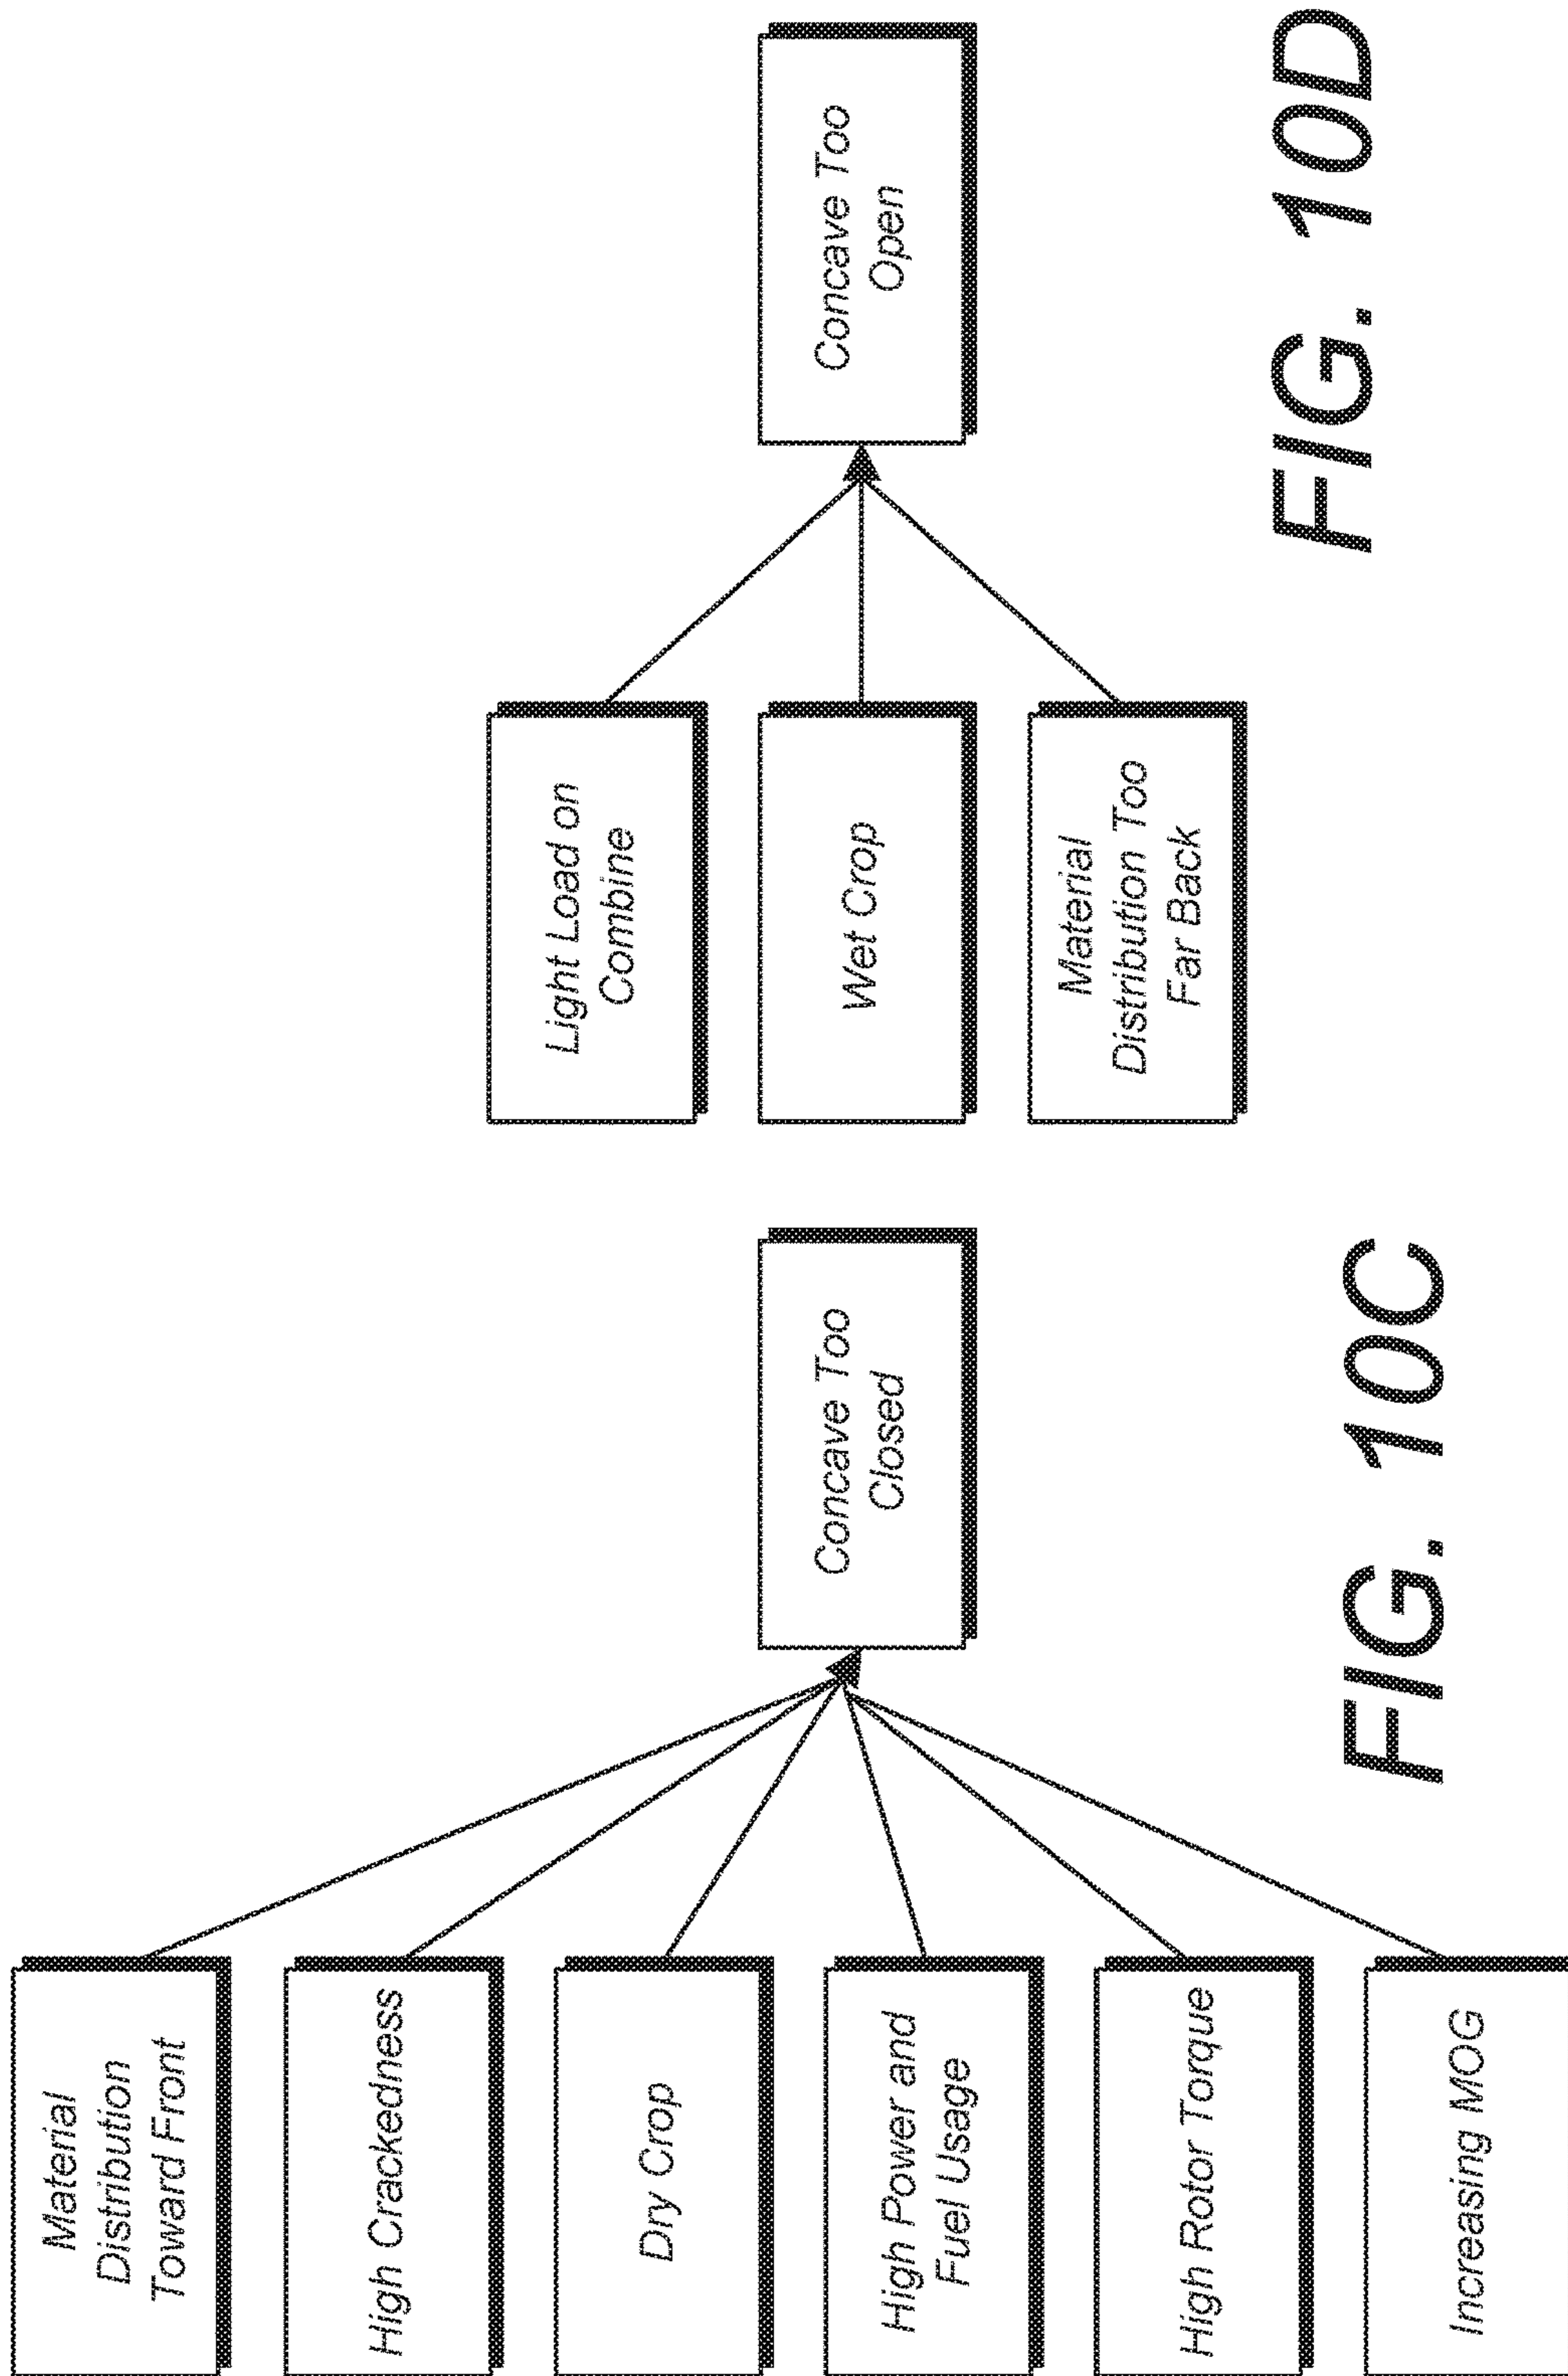 Material
Distribution
Toward Front
High Crackedness
Dry Crop
High Power and
Fuel Usage
High Rotor Torque
Increasing MOG
Concave Too
Closed
FIG. 10C
Light Load on
Combine
Wet Crop
Material
Distribution Too
Far Back
Concave Too
Open
FIG. 10D